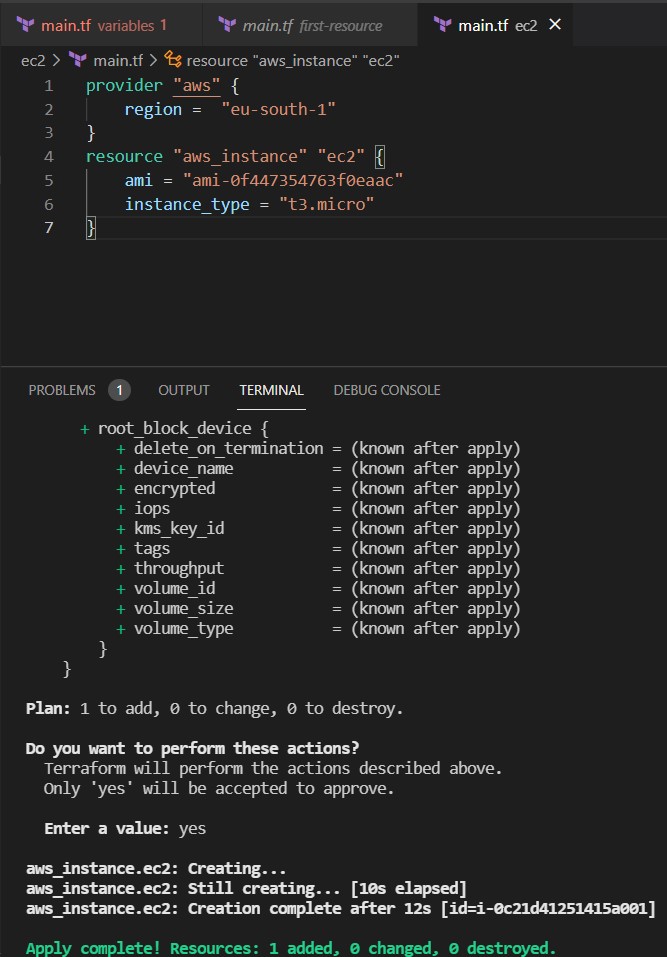 main.tf variables 1 main.tf first-resource main.tf ec2 ×
ec2 > main.tf > resource "aws_instance" "ec2"
1 provider "aws" {
2 region = "eu-south-1"
3 }
4 resource "aws_instance" "ec2" {
5 ami = "ami-0f447354763f0eaac"
6 instance_type = "t3.micro"
7 }
PROBLEMS 1 OUTPUT TERMINAL DEBUG CONSOLE
+ root_block_device {
+ delete_on_termination = (known after apply)
+ device_name = (known after apply)
+ encrypted = (known after apply)
+ iops = (known after apply)
+ kms_key_id = (known after apply)
+ tags = (known after apply)
+ throughput = (known after apply)
+ volume_id = (known after apply)
+ volume_size = (known after apply)
+ volume_type = (known after apply)
}
}
Plan: 1 to add, 0 to change, 0 to destroy.
Do you want to perform these actions?
Terraform will perform the actions described above.
Only 'yes' will be accepted to approve.
Enter a value: yes
aws_instance.ec2: Creating...
aws_instance.ec2: Still creating... [10s elapsed]
aws_instance.ec2: Creation complete after 12s [id=i-0c21d41251415a001]
Apply complete! Resources: 1 added, 0 changed, 0 destroyed.